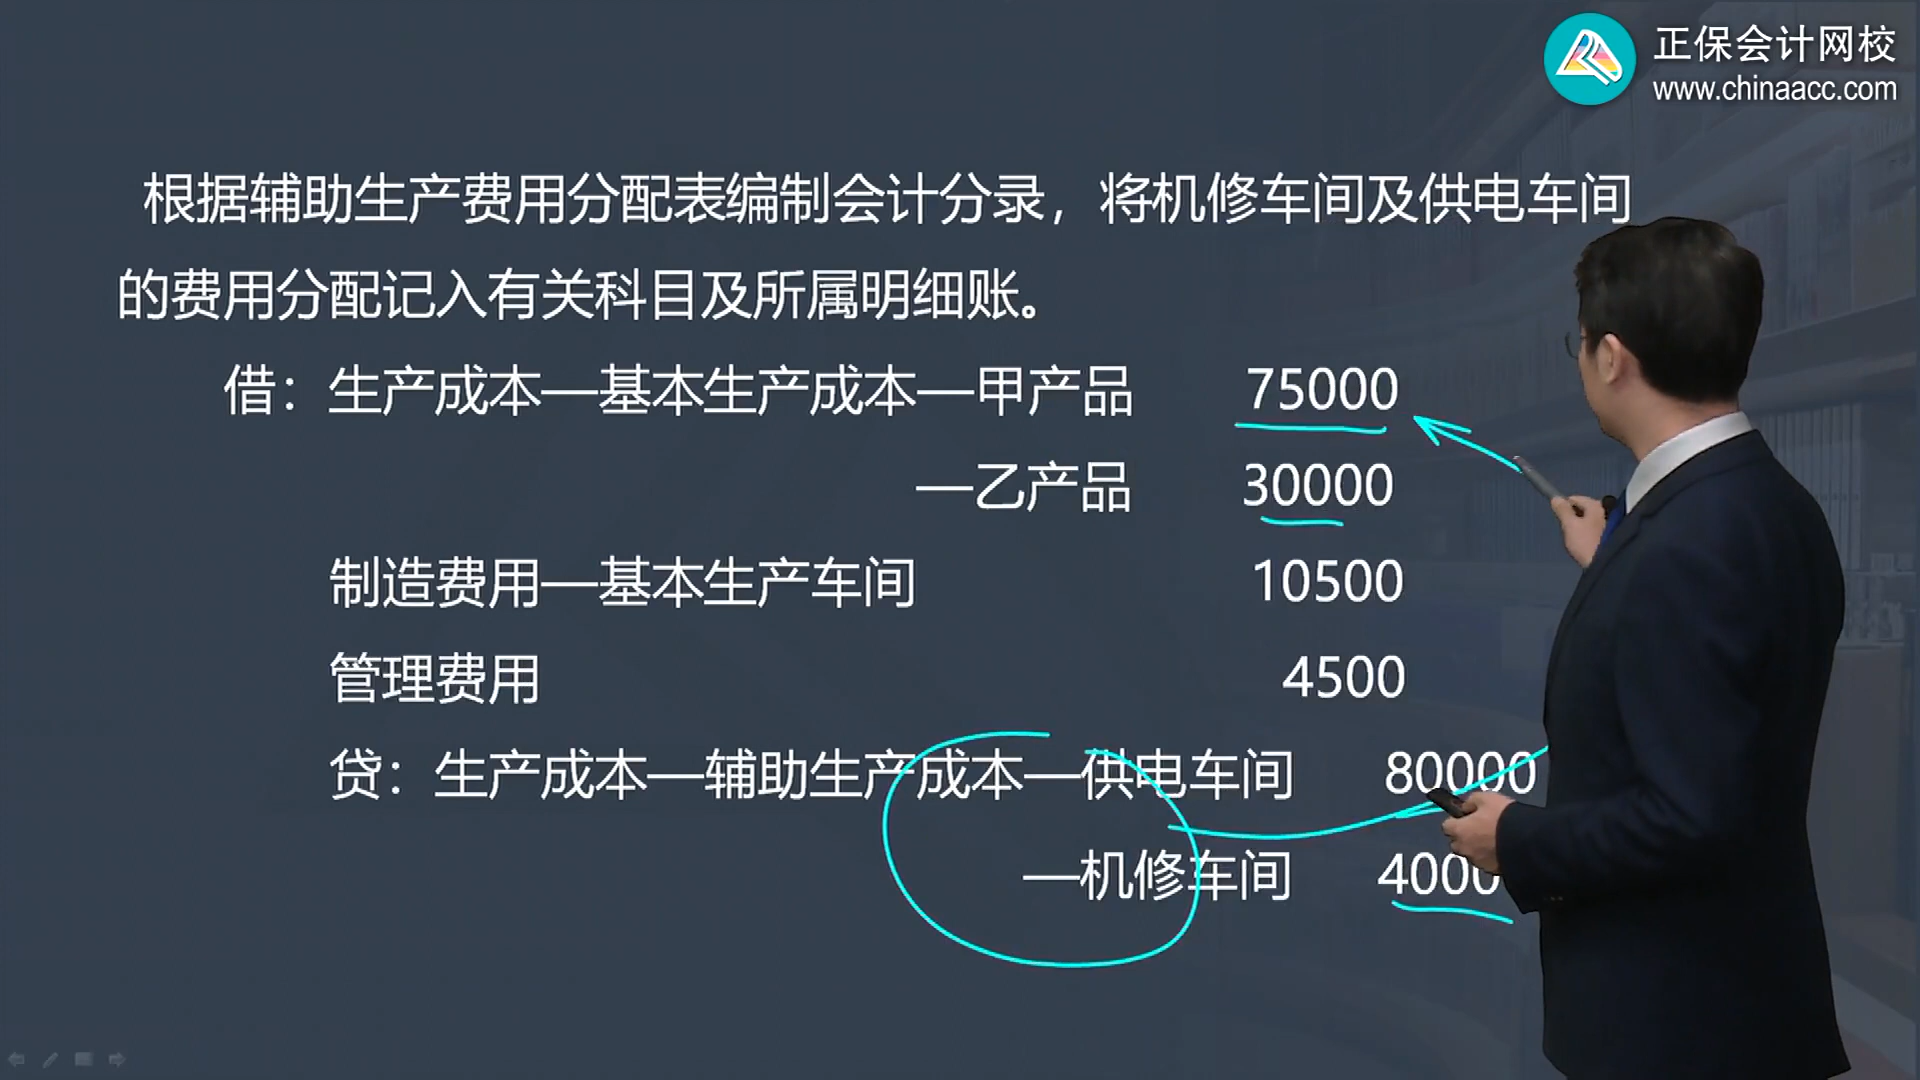 正保会计网校
www.chinaacc.com
根据辅助生产费用分配表编制会计分录，将机修车间及供电车间
的费用分配记入有关科目及所属明细账。
借：生产成本—基本生产成本—甲产品 75000
—乙产品 30000
制造费用—基本生产车间 10500
管理费用 4500
贷：生产成本—辅助生产成本—供电车间 80000
—机修车间 4000